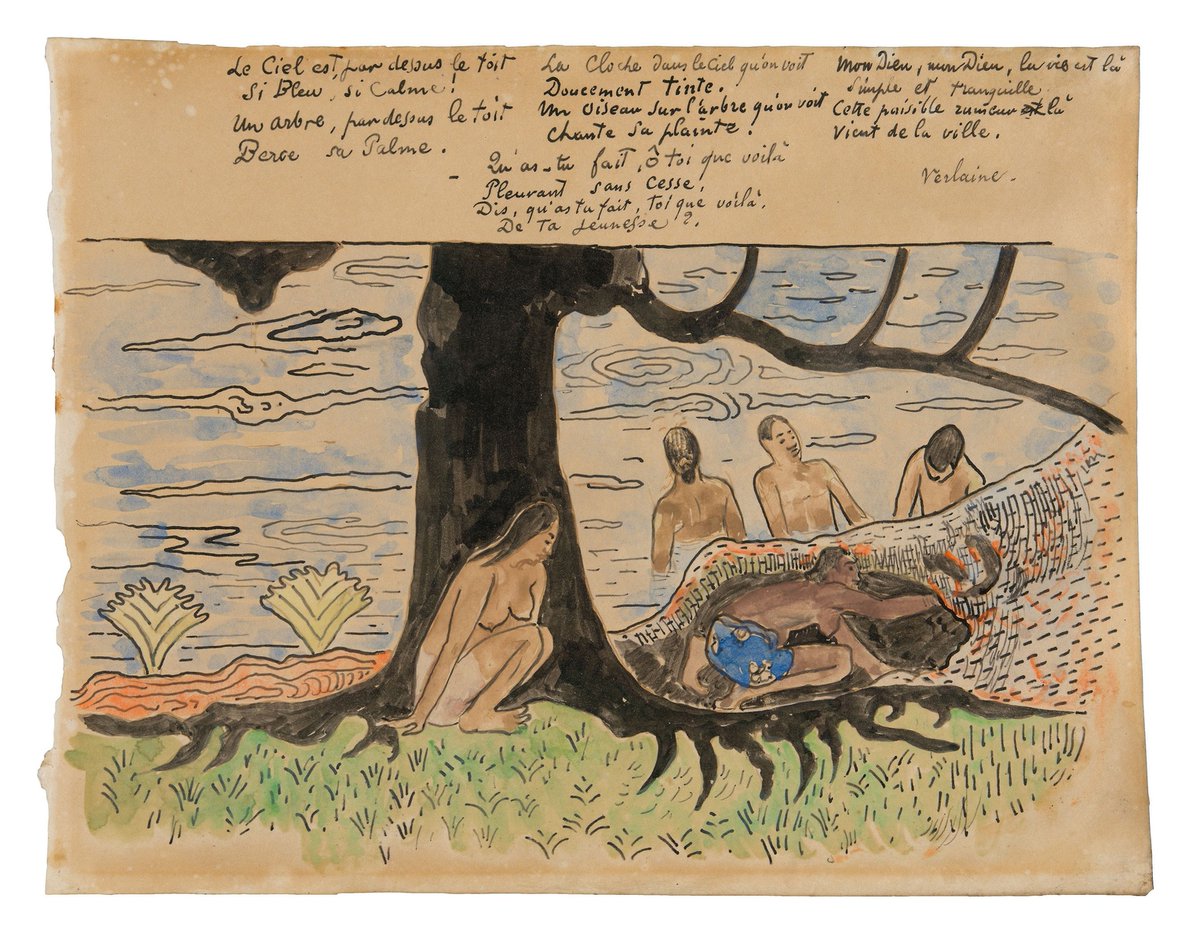 Le Ciel est, par dessus le toit
Si Bleu, si Calme !
Un arbre, par dessus le toit
Berce sa Palme.
La Cloche dans le Ciel qu'on voit
Doucement tinte.
Un Oiseau sur l'arbre qu'on voit
Chante sa plainte !
Mon Dieu, mon Dieu, la vie est là
Simple et tranquille
Cette paisible rumeur là
Vient de la ville.
- Qu'as-tu fait, Ô toi que voilà
Pleurant sans cesse,
Dis, qu'as tu fait, toi que voilà,
De Ta Jeunesse ?.
Verlaine.